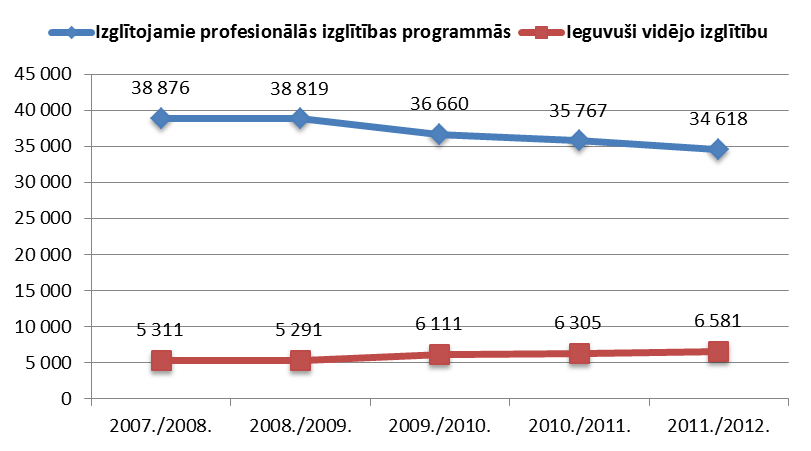 Izglītojamie profesionālās izglītības programmās Ieguvuši vidējo izglītību
45 000
40 000
35 000
30 000
25 000
20 000
15 000
10 000
5 000
0
38 876 38 819 36 660 35 767 34 618
5 311 5 291 6 111 6 305 6 581
2007./2008. 2008./2009. 2009./2010. 2010./2011. 2011./2012.